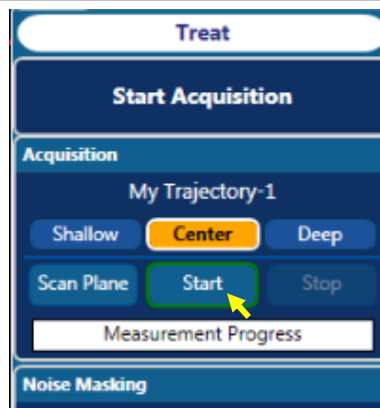 Treat
Start Acquisition
Acquisition
My Trajectory-1
Shallow Center Deep
Scan Plane Start Stop
Measurement Progress
Noise Masking